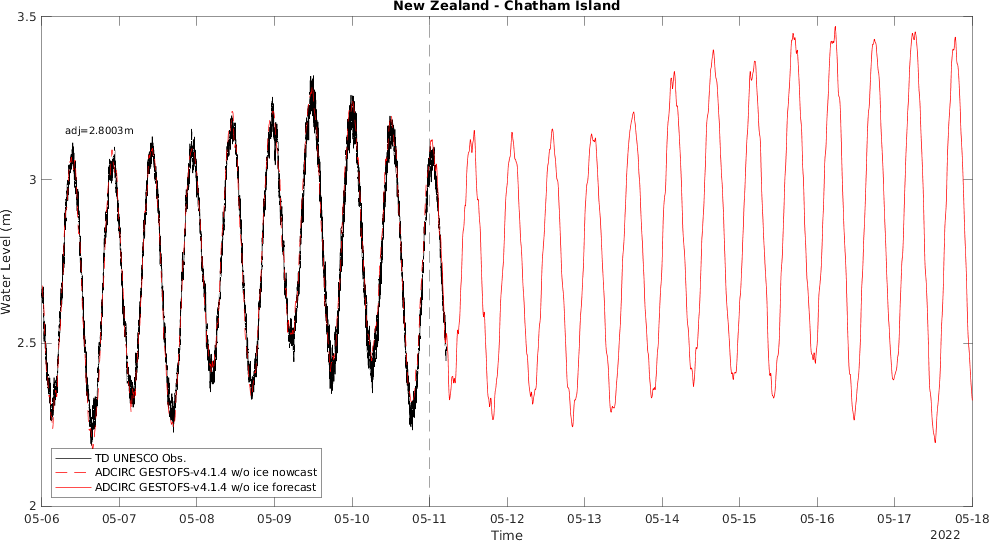 New Zealand - Chatham Island
3.5
adj=2.8003m
3
Water Level (m)
2.5
TD UNESCO Obs.
ADCIRC GESTOFS-v4.1.4 w/o ice nowcast
ADCIRC GESTOFS-v4.1.4 w/o ice forecast
2
05-06 05-07 05-08 05-09 05-10 05-11 05-12 05-13 05-14 05-15 05-16 05-17 05-18
Time
2022